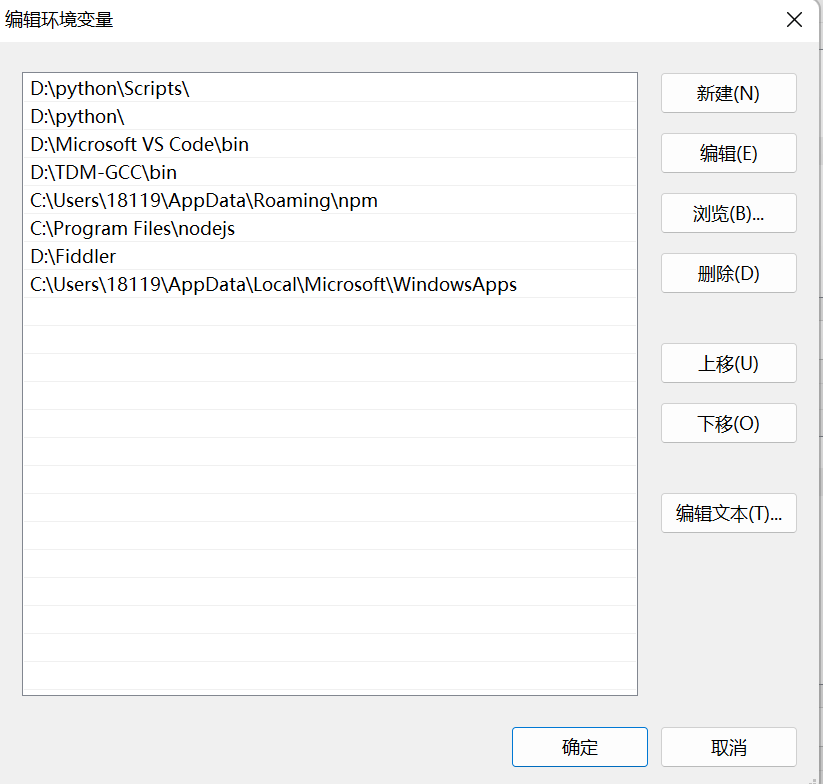 编辑环境变量
D:\python\Scripts\
D:\python\
D:\Microsoft VS Code\bin
D:\TDM-GCC\bin
C:\Users\18119\AppData\Roaming\npm
C:\Program Files\nodejs
D:\Fiddler
C:\Users\18119\AppData\Local\Microsoft\WindowsApps
新建(N)
编辑(E)
浏览(B)...
删除(D)
上移(U)
下移(O)
编辑文本(T)...
确定
取消